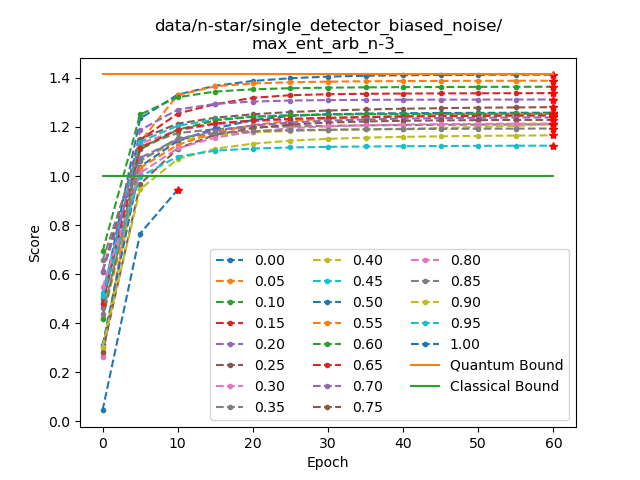 data/n-star/single_detector_biased_noise/
max_ent_arb_n-3_
Score
1.4
1.2
1.0
0.8
0.6
0.4
0.2
0.0
0.00 0.40 0.80
0.05 0.45 0.85
0.10 0.50 0.90
0.15 0.55 0.95
0.20 0.60 1.00
0.25 0.65 Quantum Bound
0.30 0.70 Classical Bound
0.35 0.75
0 10 20 30 40 50 60
Epoch